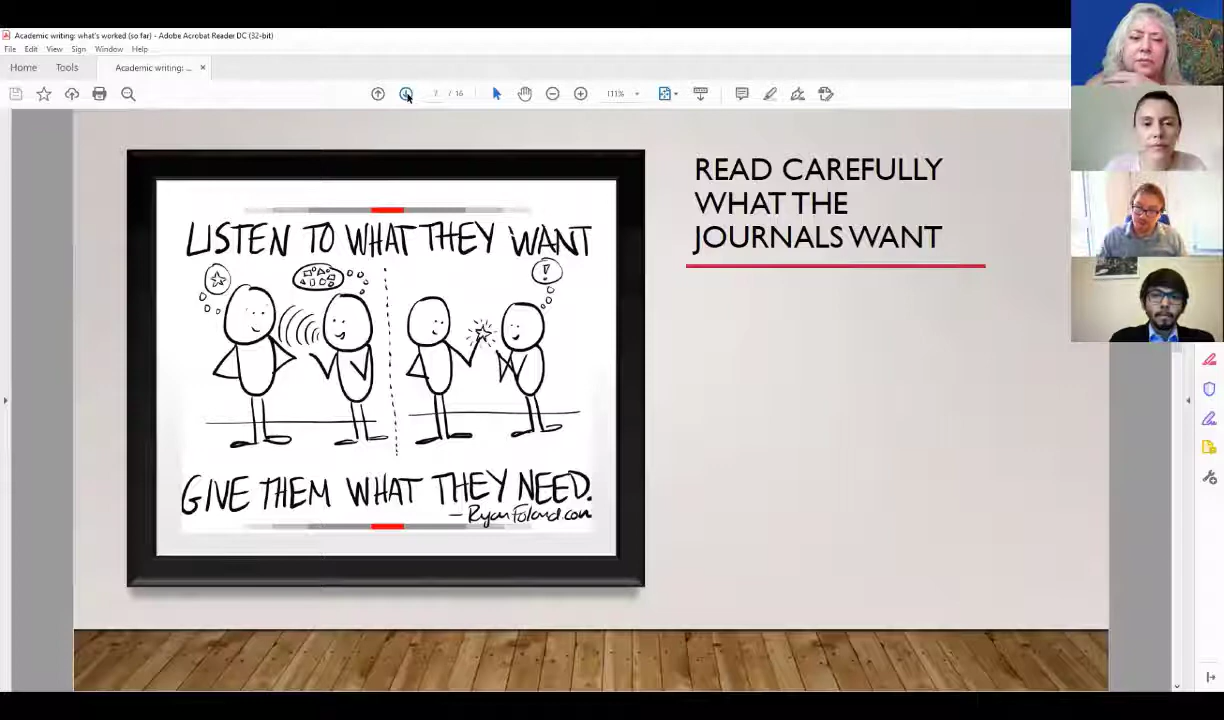 Academic writing: what's worked (so far) - Adobe Acrobat Reader DC (32-bit)
File Edit View Sign Window Help
Home Tools Academic writing: ... ×
7 / 16 111%
LISTEN TO WHAT THEY WANT
GIVE THEM WHAT THEY NEED.
- RyanFoland.com
READ CAREFULLY
WHAT THE
JOURNALS WANT